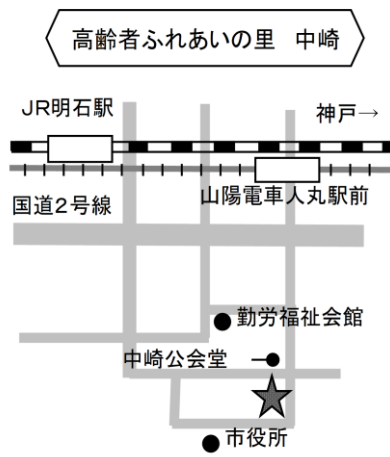 高齢者ふれあいの里 中崎
JR明石駅
神戸→
山陽電車人丸駅前
国道2号線
勤労福祉会館
中崎公会堂
市役所